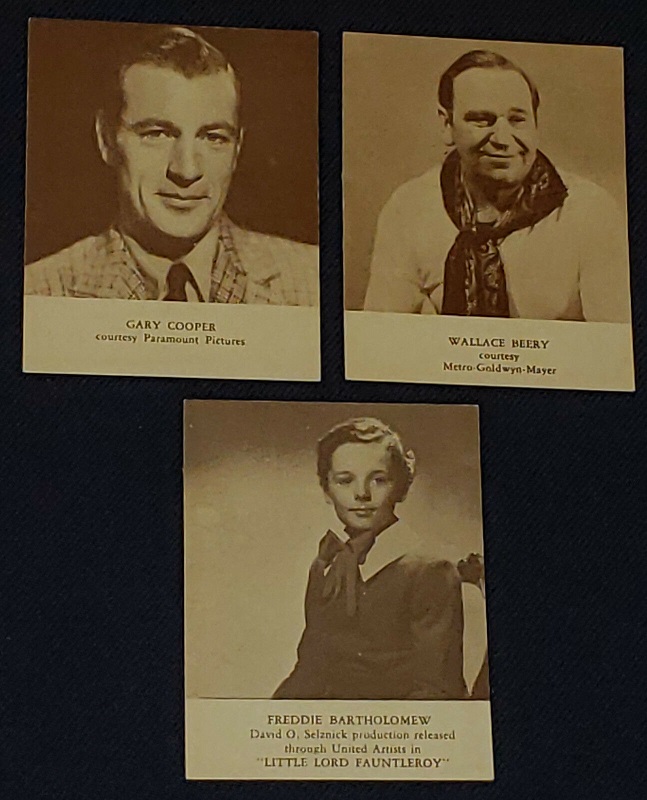 GARY COOPER
courtesy Paramount Pictures
WALLACE BEERY
courtesy
Metro-Goldwyn-Mayer
FREDDIE BARTHOLOMEW
David O. Selznick production released
through United Artists in
"LITTLE LORD FAUNTLEROY"